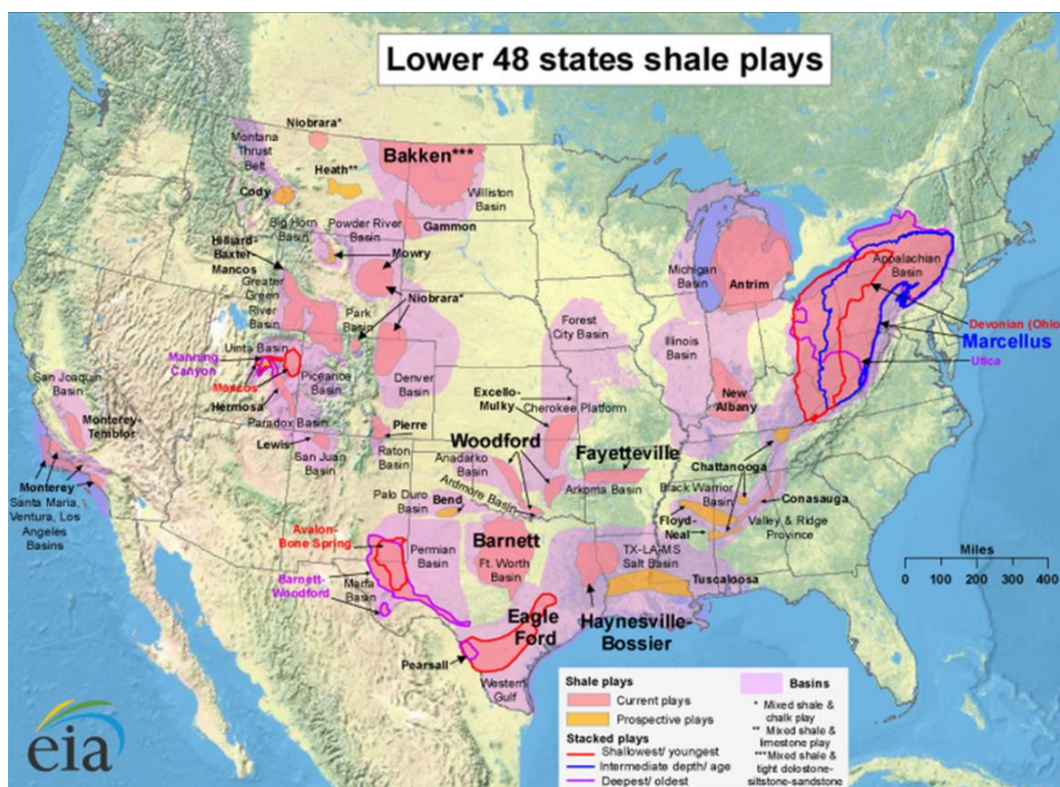 Lower 48 states shale plays
Niobrara*
Montana
Thrust
Belt
Bakken***
Heath**
Cody
Williston
Basin
Big Horn
Basin
Powder River
Basin
Gammon
Hilliard-
Baxter-
Mancos
Mowry
Greater
Green
River
Basin
Niobrara*
Park
Basin
Michigan
Basin
Antrim
Appalachian
Basin
Devonian (Ohio
Marcellus
Utica
Forest
City Basin
Illinois
Basin
Uinta Basin
Manning
Canyon
Mancos
Piceance
Basin
Denver
Basin
San Joaquin
Basin
Hermosa
Excello-
Mulky
Cherokee Platform
New
Albany
Monterey-
Temblor
Paradox Basin
Pierre
Lewis
San Juan
Basin
Raton
Basin
Woodford
Anadarko
Basin
Fayetteville
Chattanooga
Monterey
Santa Maria,
Ventura, Los
Angeles
Basins
Palo Duro
Basin
Bend
Ardmore Basin
Arkoma Basin
Black Warrior
Basin
Conasauga
Floyd-
Neal
Valley & Ridge
Province
Avalon-
Bone Spring
Permian
Basin
Barnett
Ft. Worth
Basin
TX-LA-MS
Salt Basin
Tuscaloosa
Miles
0 100 200 300 400
Barnett-
Woodford
Marfa
Basin
Eagle
Ford
Haynesville-
Bossier
Pearsall
Western
Gulf
Shale plays
Current plays
Prospective plays
Stacked plays
Shallowest/ youngest
Intermediate depth/ age
Deepest/ oldest
Basins
* Mixed shale &
chalk play
** Mixed shale &
limestone play
***Mixed shale &
tight dolostone-
siltstone-sandstone
eia